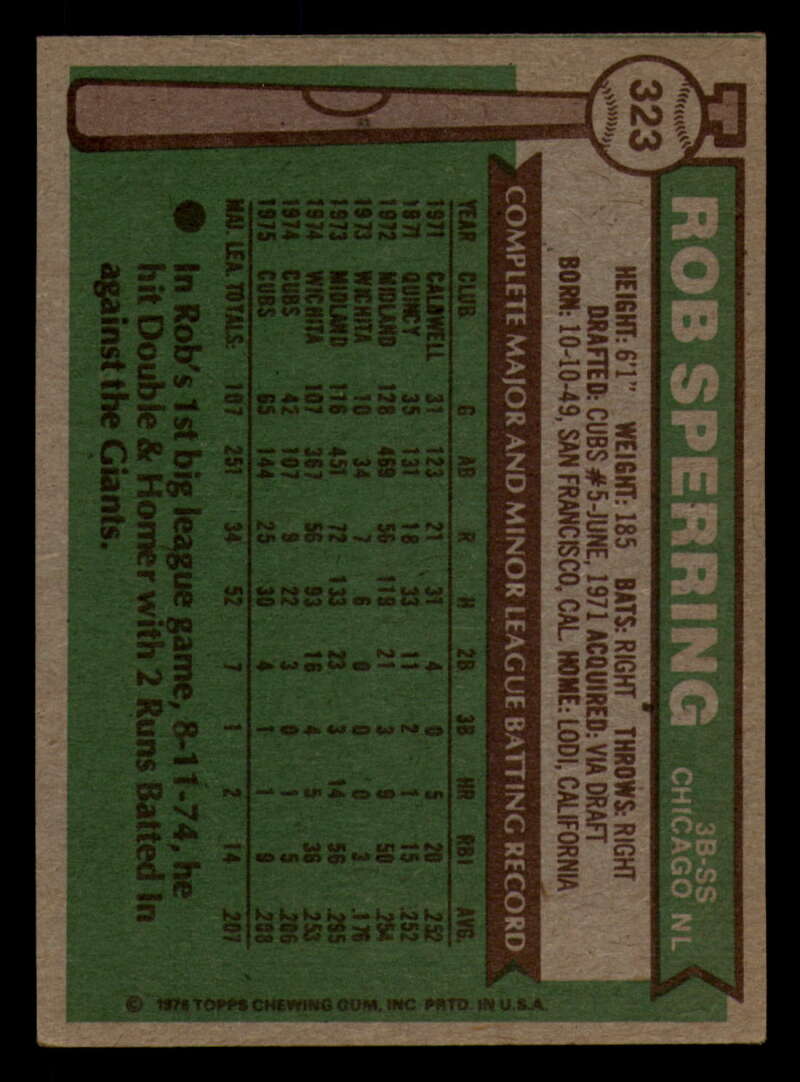 323
ROB SPERRING
3B-SS
CHICAGO NL
HEIGHT: 6'1" WEIGHT: 185 BATS: RIGHT THROWS: RIGHT
DRAFTED: CUBS #5-JUNE, 1971 ACQUIRED: VIA DRAFT
BORN: 10-10-49, SAN FRANCISCO, CAL. HOME: LODI, CALIFORNIA
COMPLETE MAJOR AND MINOR LEAGUE BATTING RECORD
YEAR CLUB G AB R H 2B 3B HR RBI AVG.
1971 CALDWELL 31 123 21 31 4 0 5 20 .252
1971 QUINCY 35 131 18 33 11 2 1 15 .252
1972 MIDLAND 128 469 56 119 21 3 9 50 .254
1973 WICHITA 10 34 7 6 0 0 0 3 .176
1973 MIDLAND 116 451 72 133 23 3 14 56 .295
1974 WICHITA 107 367 56 93 16 4 5 36 .253
1974 CUBS 42 107 9 22 3 0 1 5 .206
1975 CUBS 65 144 25 30 4 1 1 9 .208
MAJ. LEA. TOTALS: 107 251 34 52 7 1 2 14 .207
In Rob's 1st big league game, 8-11-74, he
hit Double & Homer with 2 Runs Batted In
against the Giants.
© 1976 TOPPS CHEWING GUM, INC. PRTD. IN U.S.A.